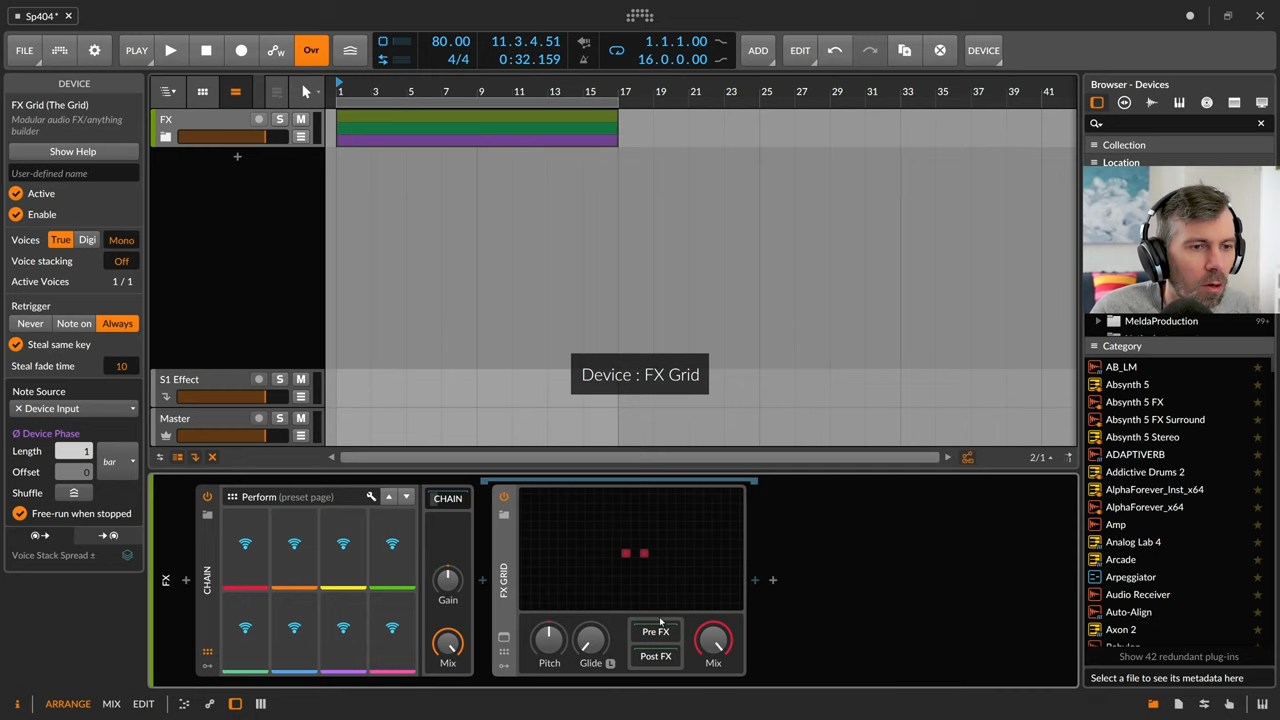 Sp404*
FILE
PLAY
Ovr
80.00
4/4
11.3.4.51
0:32.159
1.1.1.00
16.0.0.00
ADD
EDIT
DEVICE
DEVICE
FX Grid (The Grid)
Modular audio FX/anything
builder
Show Help
User-defined name
Active
Enable
Voices True Digi Mono
Voice stacking Off
Active Voices 1 / 1
Retrigger
Never Note on Always
Steal same key
Steal fade time 10
Note Source
Device Input
Ø Device Phase
Length 1
bar
Offset 0
Shuffle
Free-run when stopped
Voice Stack Spread ±
1 3 5 7 9 11 13 15 17 19 21 23 25 27 29 31 33 35 37 39 41
FX S M
Device : FX Grid
S1 Effect S M
Master S M
2/1
FX
CHAIN
Perform (preset page)
CHAIN
Gain
Mix
FX GRID
Pitch
Glide L
Pre FX
Post FX
Mix
Browser - Devices
Collection
Location
MeldaProduction 99+
Category
AB_LM
Absynth 5
Absynth 5 FX
Absynth 5 FX Surround
Absynth 5 Stereo
ADAPTIVERB
Addictive Drums 2
AlphaForever_Inst_x64
AlphaForever_x64
Amp
Analog Lab 4
Arcade
Arpeggiator
Audio Receiver
Auto-Align
Axon 2
Show 42 redundant plug-ins
Select a file to see its metadata here
i ARRANGE MIX EDIT